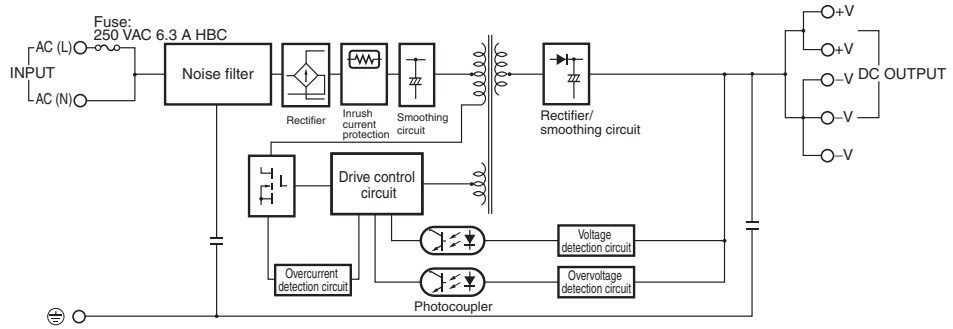 Fuse:
250 VAC 6.3 A HBC
AC (L)
INPUT
AC (N)
Noise filter
Rectifier
Inrush
current
protection
Smoothing
circuit
Rectifier/
smoothing circuit
+V
+V
−V
DC OUTPUT
−V
−V
Drive control
circuit
Voltage
detection circuit
Overcurrent
detection circuit
Overvoltage
detection circuit
Photocoupler